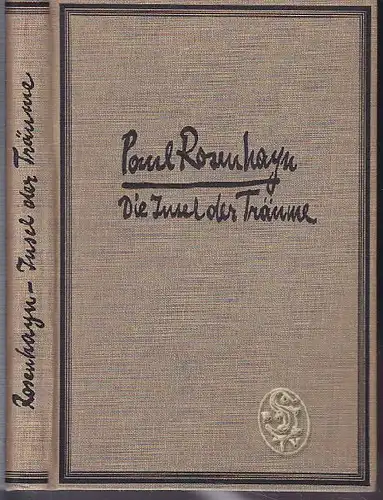 Rosenhayn – Insel der Träume
Paul Rosenhayn
Die Insel der Träume